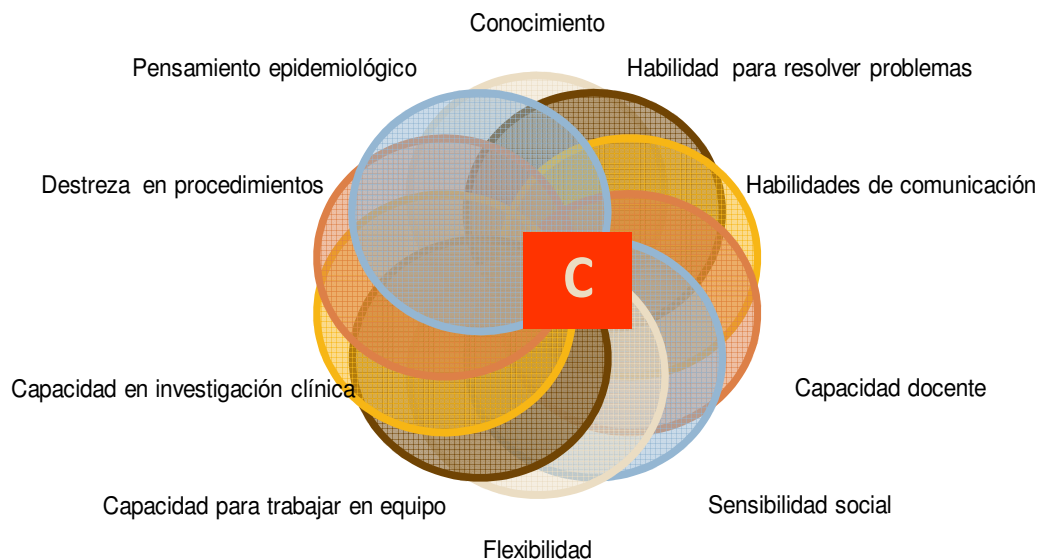 Conocimiento
Pensamiento epidemiológico
Habilidad para resolver problemas
Destreza en procedimientos
Habilidades de comunicación
C
Capacidad en investigación clínica
Capacidad docente
Capacidad para trabajar en equipo
Sensibilidad social
Flexibilidad